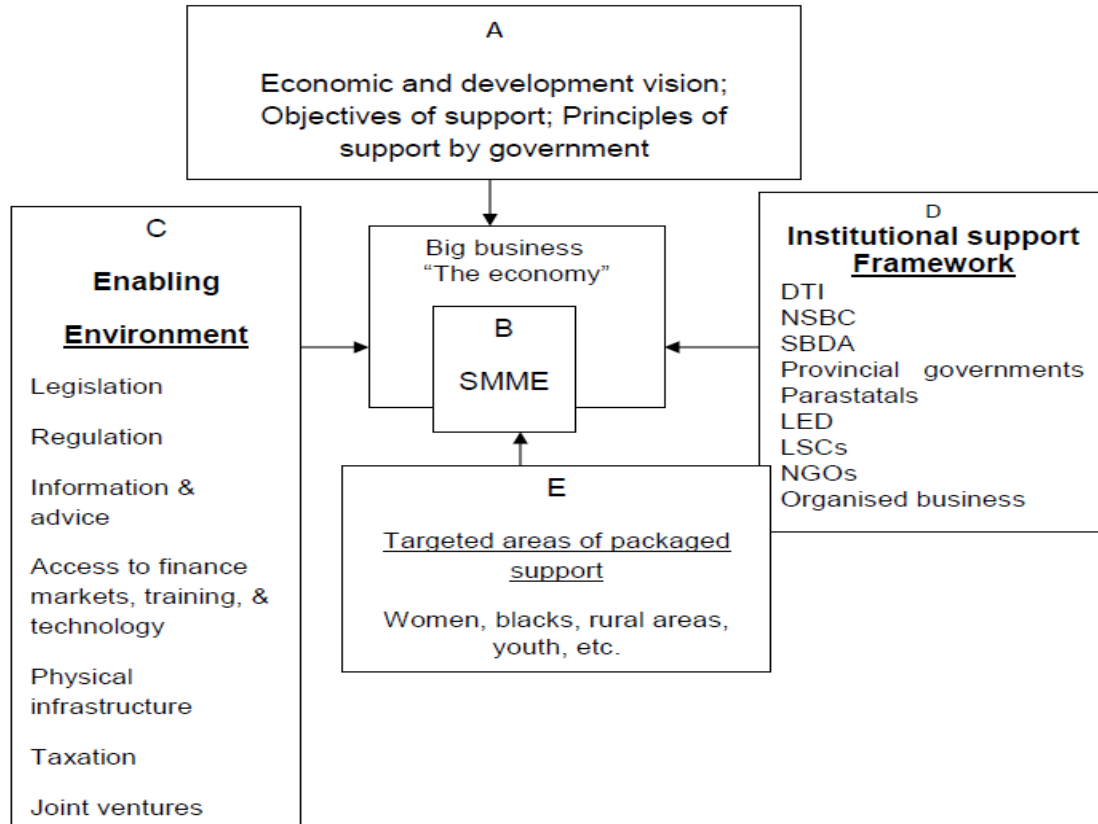 A
Economic and development vision;
Objectives of support; Principles of
support by government
C
Enabling
Environment
Legislation
Regulation
Information &
advice
Access to finance
markets, training, &
technology
Physical
infrastructure
Taxation
Joint ventures
Big business
“The economy”
B
SMME
D
Institutional support
Framework
DTI
NSBC
SBDA
Provincial governments
Parastatals
LED
LSCs
NGOs
Organised business
E
Targeted areas of packaged
support
Women, blacks, rural areas,
youth, etc.